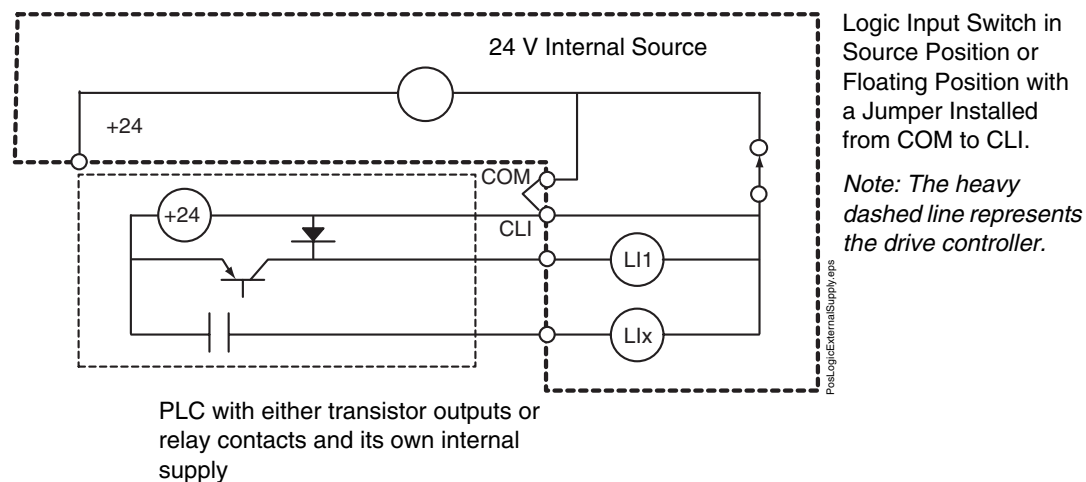 24 V Internal Source
+24
COM
+24
CLI
LI1
LIx
Logic Input Switch in
Source Position or
Floating Position with
a Jumper Installed
from COM to CLI.
Note: The heavy
dashed line represents
the drive controller.
PosLogicExternalSupply.eps
PLC with either transistor outputs or
relay contacts and its own internal
supply